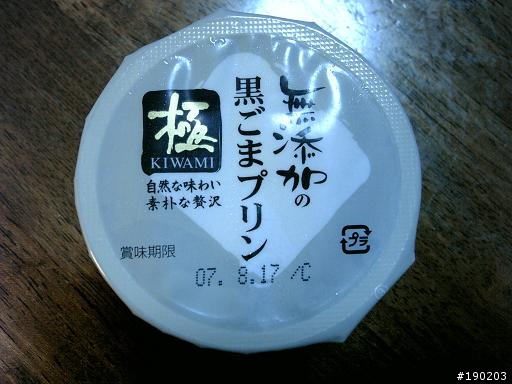 無添加の
黒ごまプリン
極
KIWAMI
自然な味わい
素朴な贅沢
賞味期限
07. 8.17 /C
プラ
#190203